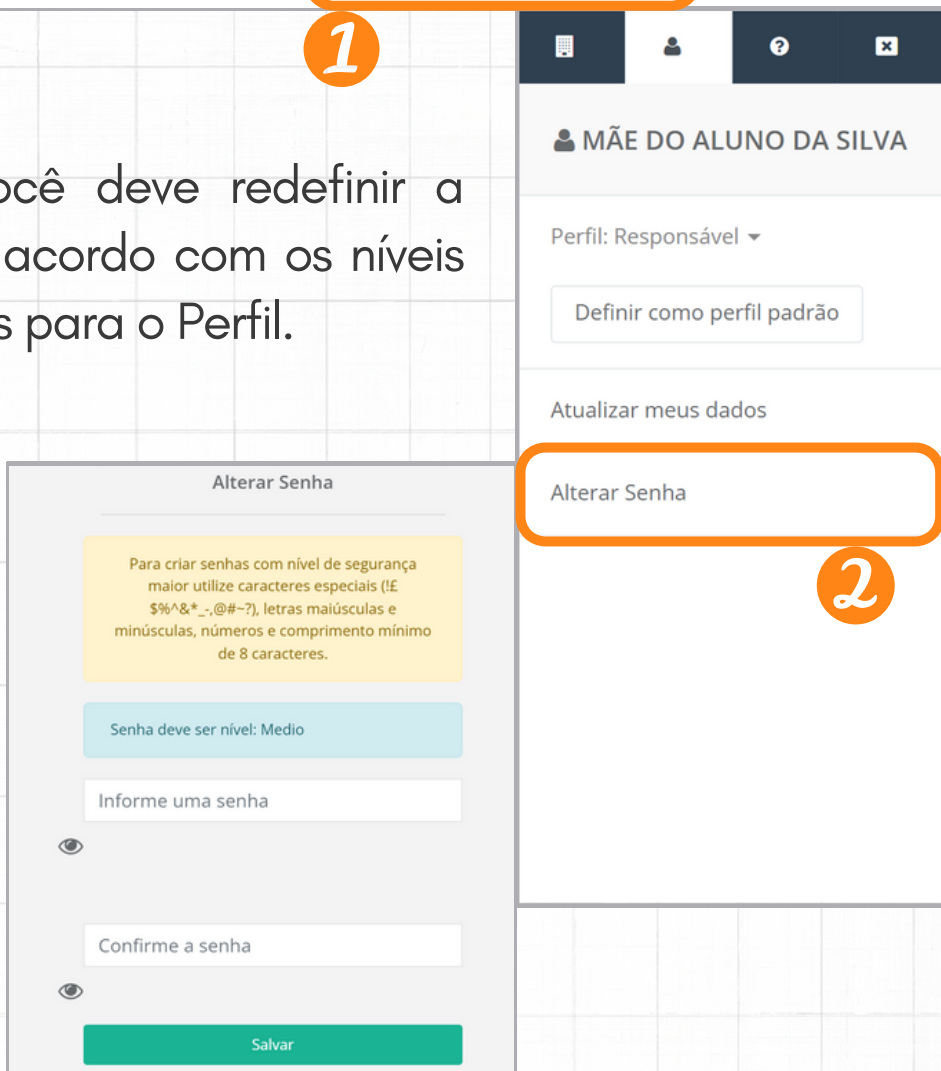 1
MÃE DO ALUNO DA SILVA
ocê deve redefinir a
acordo com os níveis
s para o Perfil.
Perfil: Responsável
Definir como perfil padrão
Atualizar meus dados
Alterar Senha
2
Alterar Senha
Para criar senhas com nível de segurança
maior utilize caracteres especiais (!£
$%^&*_-,@#~?), letras maiúsculas e
minúsculas, números e comprimento mínimo
de 8 caracteres.
Senha deve ser nível: Medio
Informe uma senha
Confirme a senha
Salvar